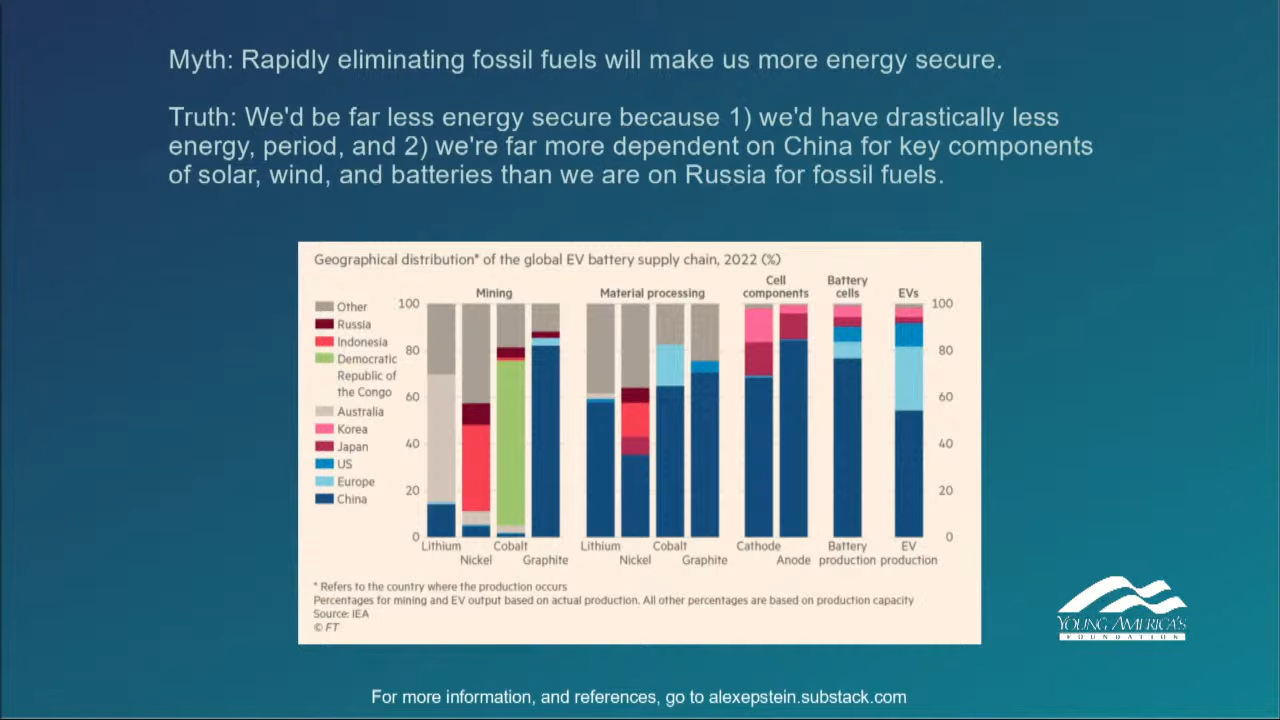 Myth: Rapidly eliminating fossil fuels will make us more energy secure.
Truth: We'd be far less energy secure because 1) we'd have drastically less
energy, period, and 2) we're far more dependent on China for key components
of solar, wind, and batteries than we are on Russia for fossil fuels.
Geographical distribution* of the global EV battery supply chain, 2022 (%)
Mining
Material processing
Cell
components
Battery
cells
EVs
Other
Russia
Indonesia
Democratic
Republic of
the Congo
Australia
Korea
Japan
US
Europe
China
100
80
60
40
20
0
100
80
60
40
20
0
Lithium
Nickel
Cobalt
Graphite
Lithium
Nickel
Cobalt
Graphite
Cathode
Anode
Battery
production
EV
production
* Refers to the country where the production occurs
Percentages for mining and EV output based on actual production. All other percentages are based on production capacity
Source: IEA
© FT
YOUNG AMERICA'S
FOUNDATION
For more information, and references, go to alexepstein.substack.com